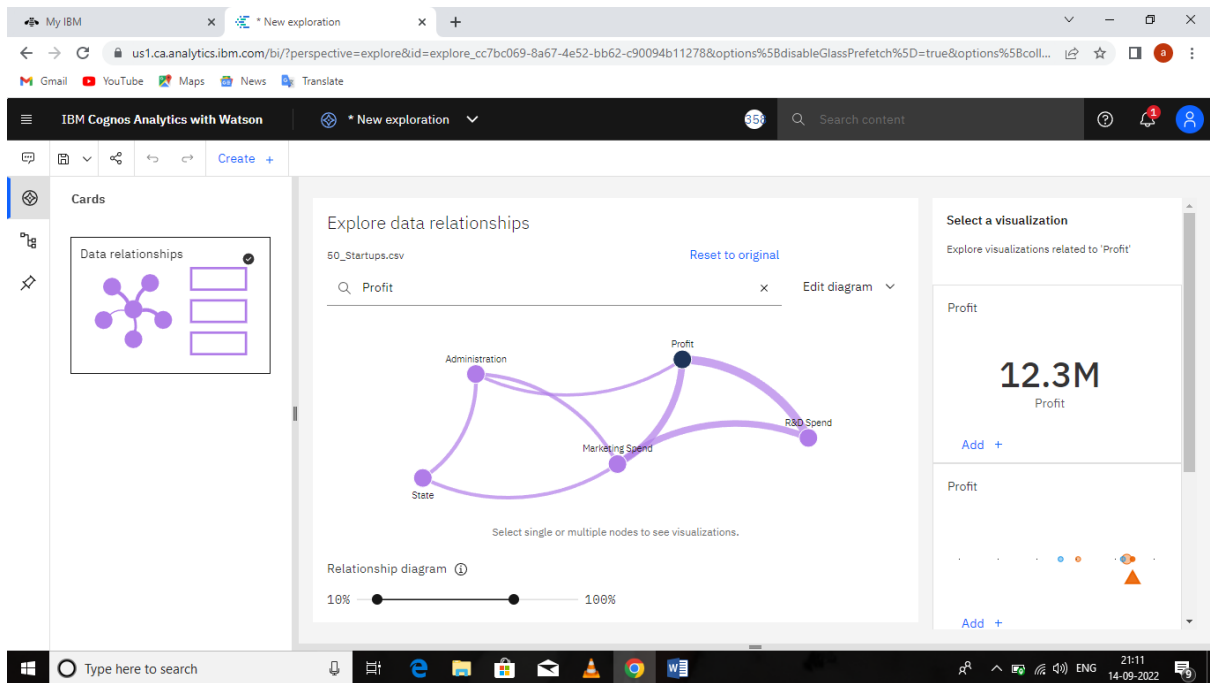 My IBM
* New exploration
us1.ca.analytics.ibm.com/bi/?perspective=explore&id=explore_cc7bc069-8a67-4e52-bb62-c90094b11278&options%5BdisableGlassPrefetch%5D=true&options%5Bcoll...
a
Gmail YouTube Maps News Translate
IBM Cognos Analytics with Watson
* New exploration
358
Search content
1
Create +
Cards
Data relationships
Explore data relationships
50_Startups.csv
Reset to original
Profit
Edit diagram
Profit
Administration
R&D Spend
Marketing Spend
State
Select single or multiple nodes to see visualizations.
Relationship diagram
10%
100%
Select a visualization
Explore visualizations related to 'Profit'
Profit
12.3M
Profit
Add +
Profit
Add +
Type here to search
ENG
21:11
14-09-2022
9